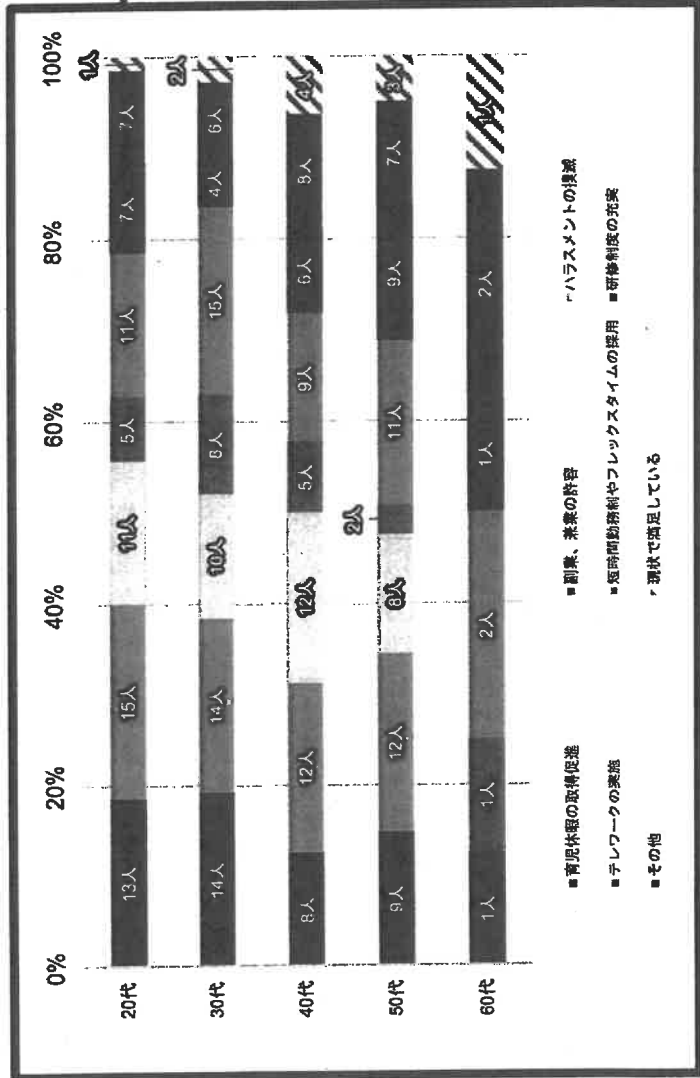 0% 20% 40% 60% 80% 100%
20代 13人 15人 11人 5人 11人 7人 7人 1人
30代 14人 14人 10人 8人 15人 4人 6人 2人
40代 8人 12人 12人 5人 9人 6人 8人 4人
50代 9人 12人 8人 2人 11人 9人 7人 3人
60代 1人 1人 2人 1人 2人 1人
育児休暇の取得促進 副業、兼業の許容 ハラスメントの撲滅
テレワークの実施 短時間勤務制やフレックスタイムの採用 研修制度の充実
その他 現状で満足している